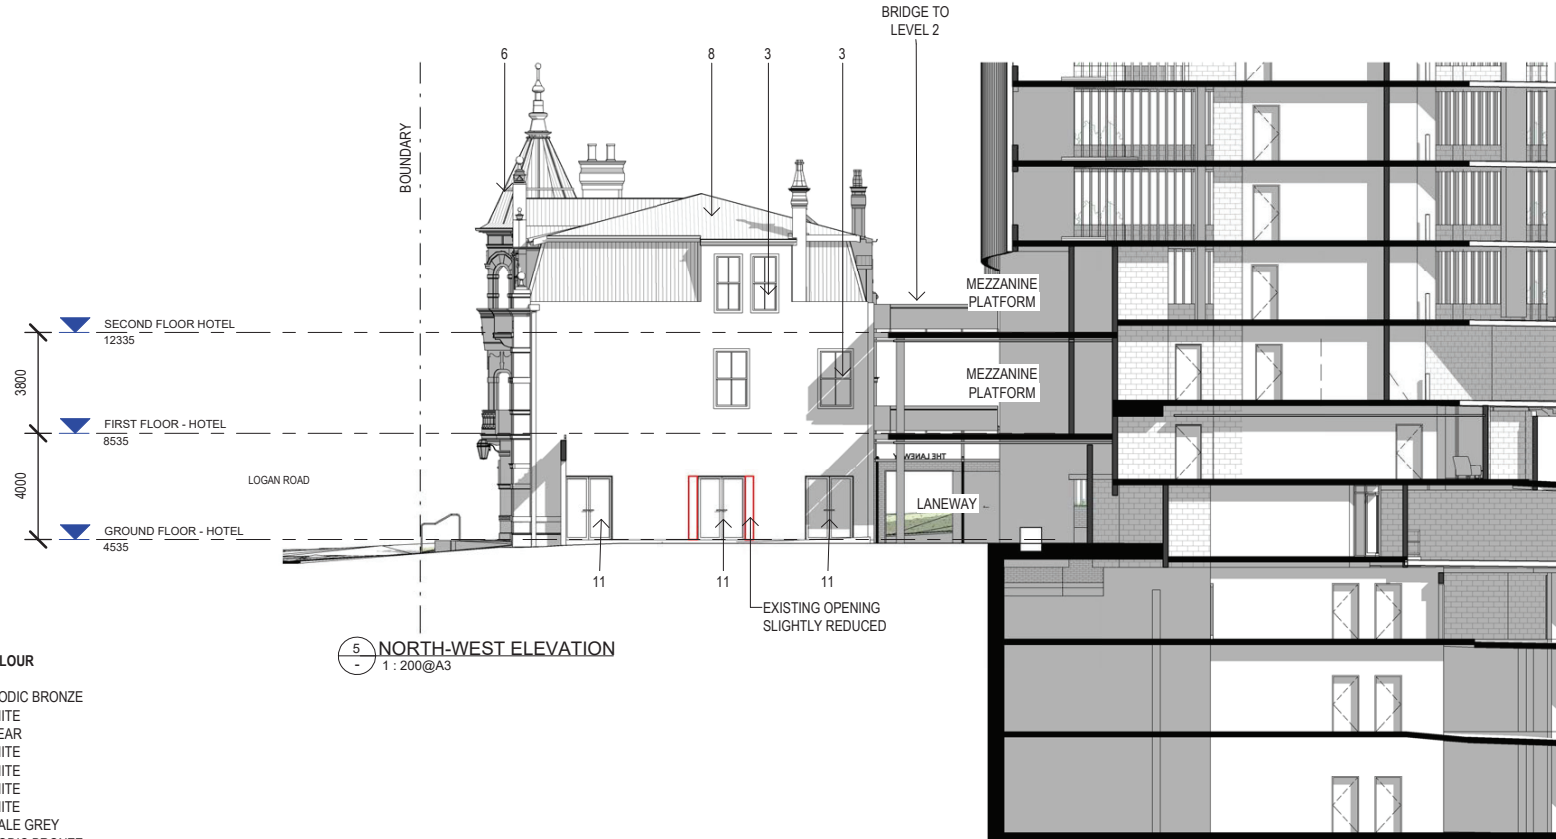 BRIDGE TO
LEVEL 2
6
8
3
3
BOUNDARY
MEZZANINE
PLATFORM
SECOND FLOOR HOTEL
12335
3800
MEZZANINE
PLATFORM
FIRST FLOOR - HOTEL
8535
THE LANEWAY
4000
LOGAN ROAD
LANEWAY
GROUND FLOOR - HOTEL
4535
11
11
11
EXISTING OPENING
SLIGHTLY REDUCED
5
-
NORTH-WEST ELEVATION
1 : 200@A3
LOUR
ODIC BRONZE
ITE
EAR
ITE
ITE
ITE
ITE
ALE GREY